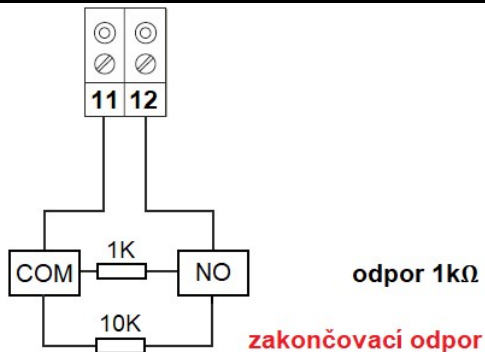 11 12
1K
COM NO
odpor 1kΩ
10K
zakončovací odpor